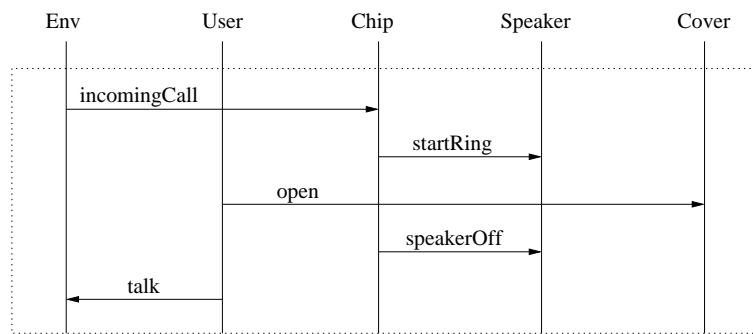 Env User Chip Speaker Cover
incomingCall
startRing
open
speakerOff
talk